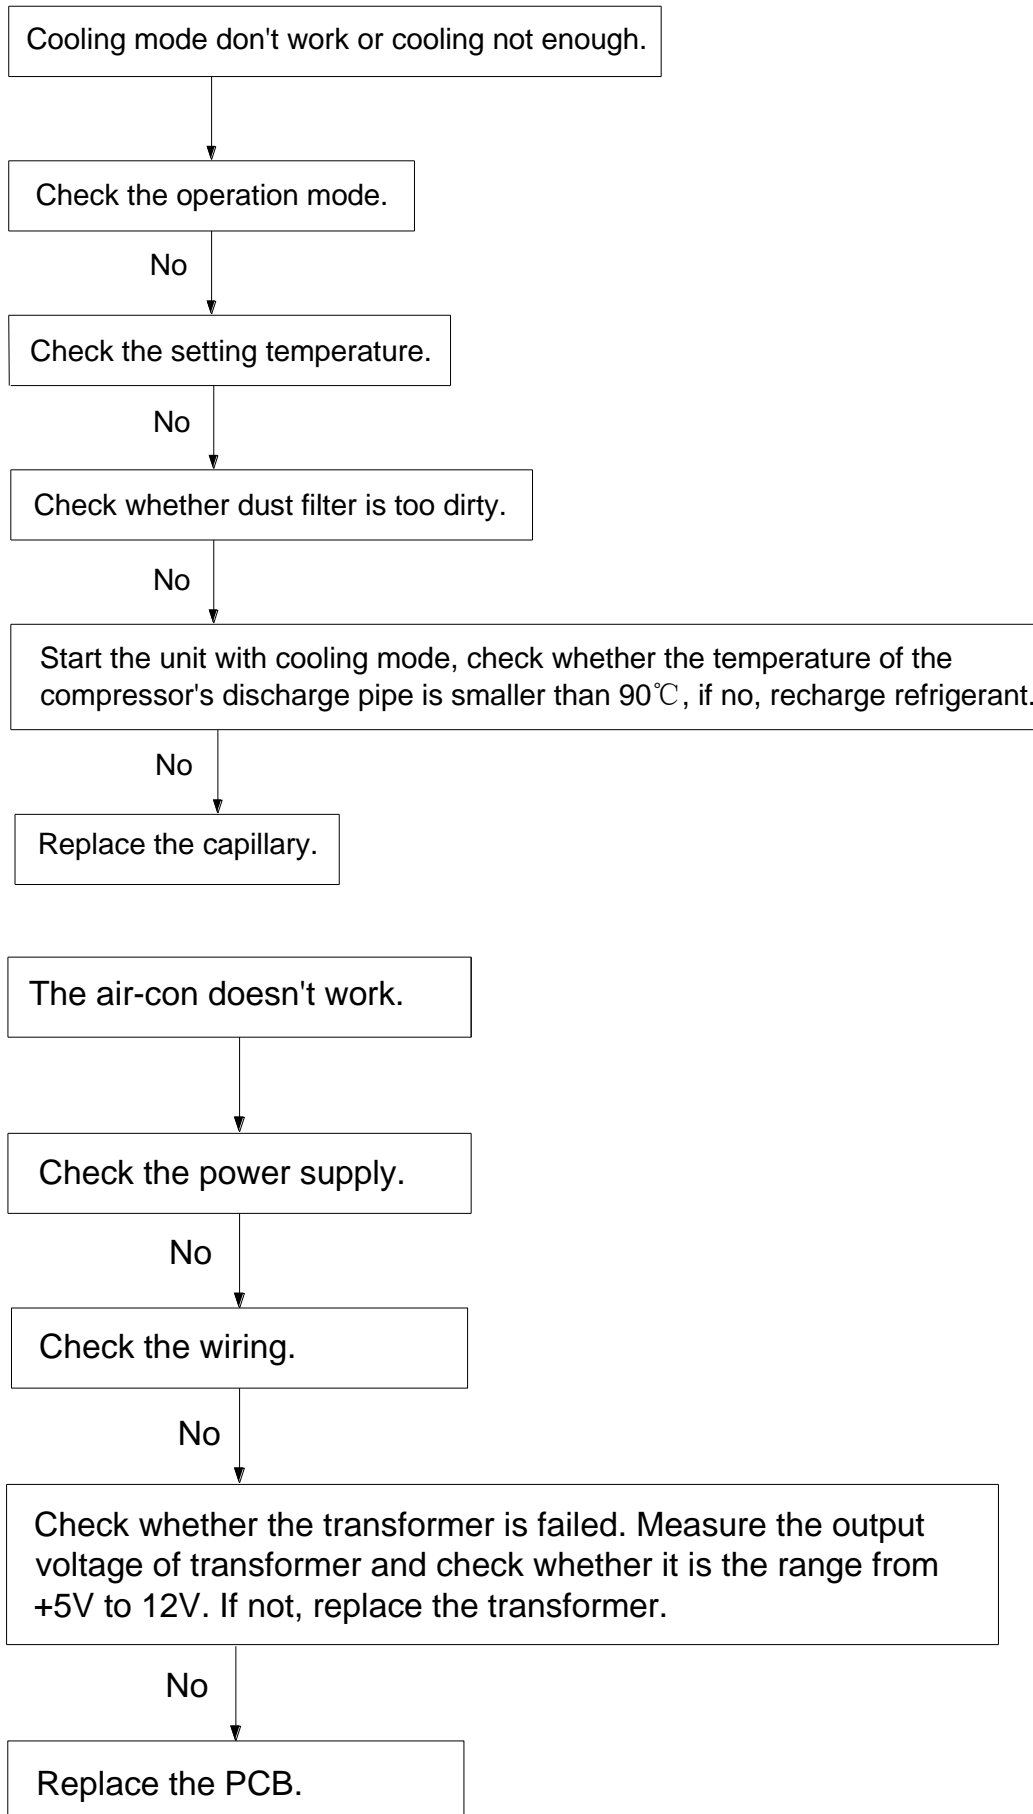 Cooling mode don't work or cooling not enough.
Check the operation mode.
No
Check the setting temperature.
No
Check whether dust filter is too dirty.
No
Start the unit with cooling mode, check whether the temperature of the
compressor's discharge pipe is smaller than 90℃, if no, recharge refrigerant.
No
Replace the capillary.
The air-con doesn't work.
Check the power supply.
No
Check the wiring.
No
Check whether the transformer is failed. Measure the output
voltage of transformer and check whether it is the range from
+5V to 12V. If not, replace the transformer.
No
Replace the PCB.